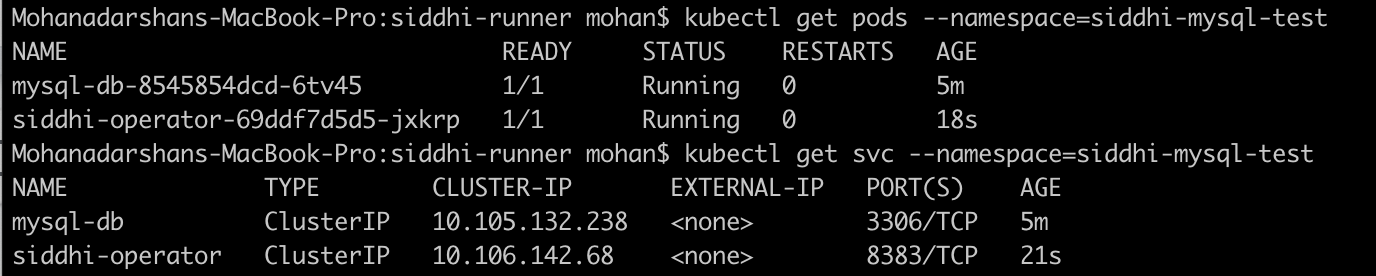 Mohanadarshans-MacBook-Pro:siddhi-runner mohan$ kubectl get pods --namespace=siddhi-mysql-test
NAME                              READY     STATUS    RESTARTS   AGE
mysql-db-8545854dcd-6tv45         1/1       Running   0          5m
siddhi-operator-69ddf7d5d5-jxkrp  1/1       Running   0          18s
Mohanadarshans-MacBook-Pro:siddhi-runner mohan$ kubectl get svc --namespace=siddhi-mysql-test
NAME              TYPE        CLUSTER-IP       EXTERNAL-IP   PORT(S)    AGE
mysql-db          ClusterIP   10.105.132.238   <none>        3306/TCP   5m
siddhi-operator   ClusterIP   10.106.142.68    <none>        8383/TCP   21s